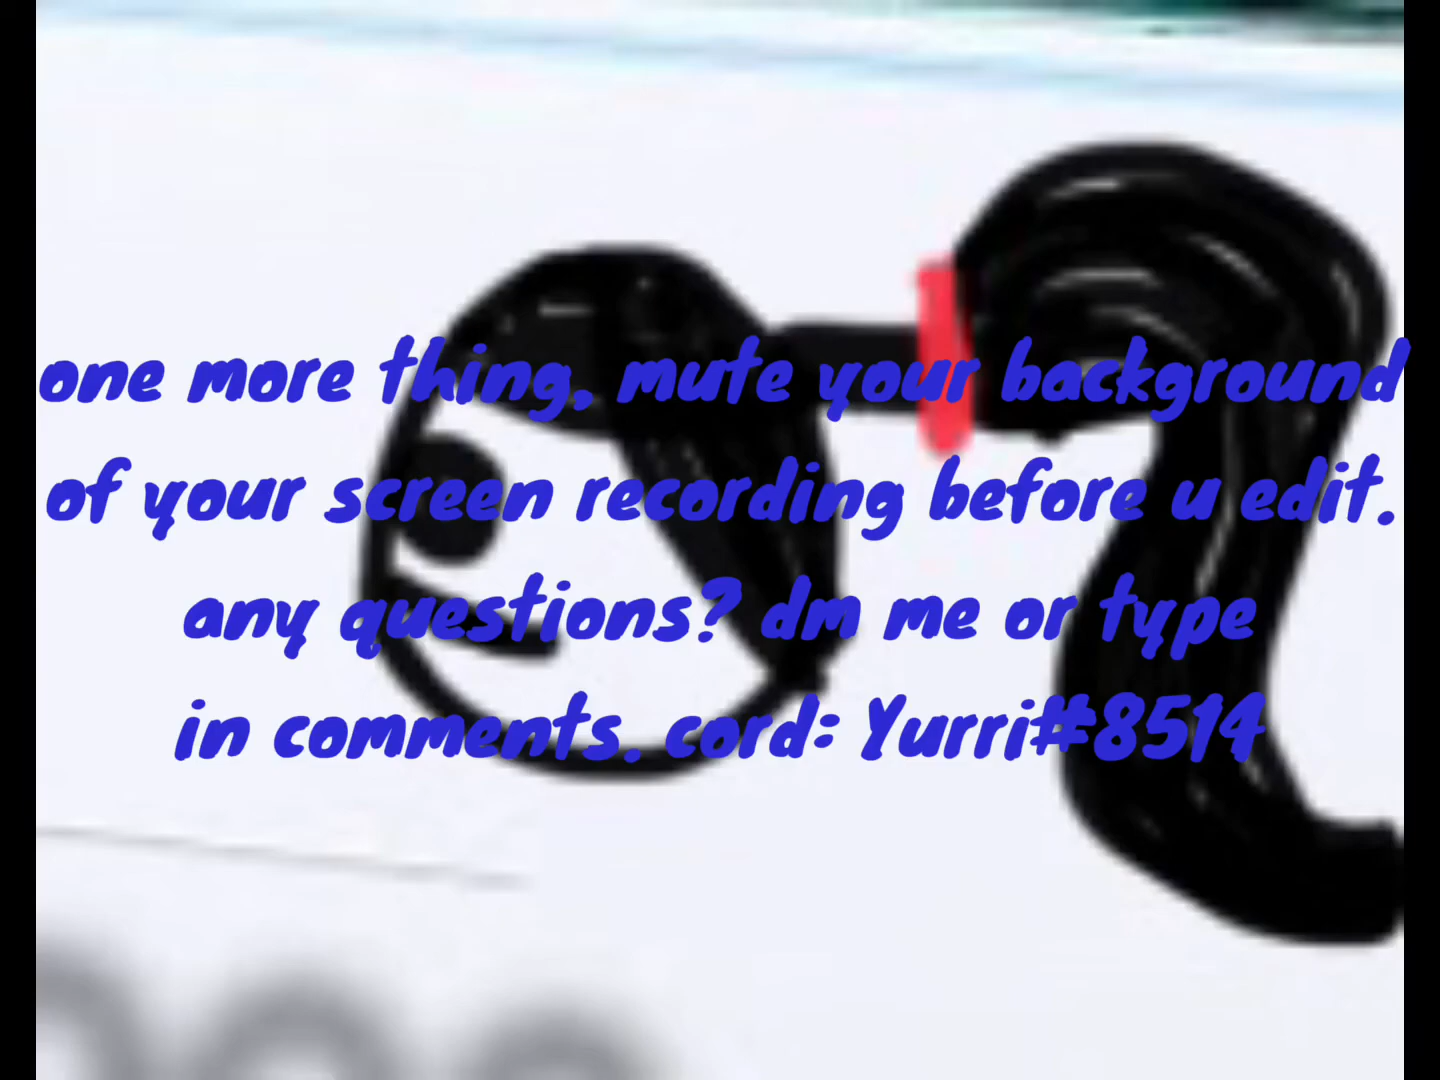 one more thing, mute your background
of your screen recording before u edit.
any questions? dm me or type
in comments. cord: Yurri#8514